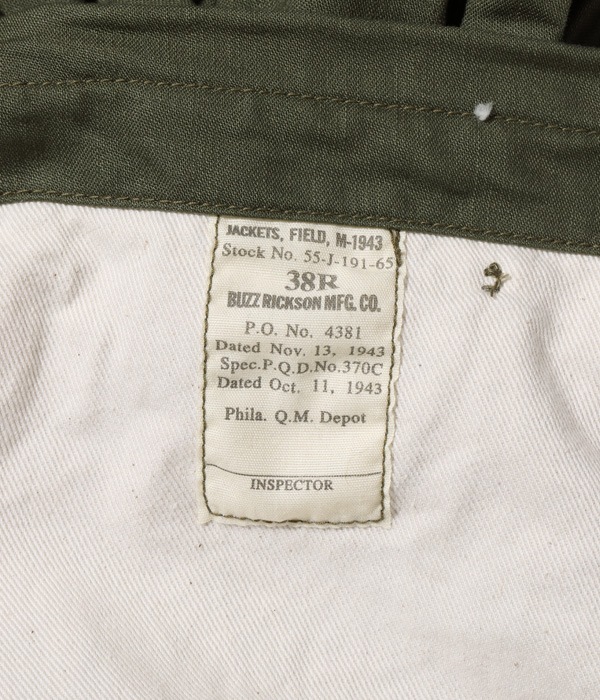 JACKETS, FIELD, M-1943
Stock No. 55-J-191-65
38R
BUZZ RICKSON MFG. CO.
P.O. No. 4381
Dated Nov. 13, 1943
Spec.P.Q.D.No.370C
Dated Oct. 11, 1943
Phila. Q.M. Depot
INSPECTOR